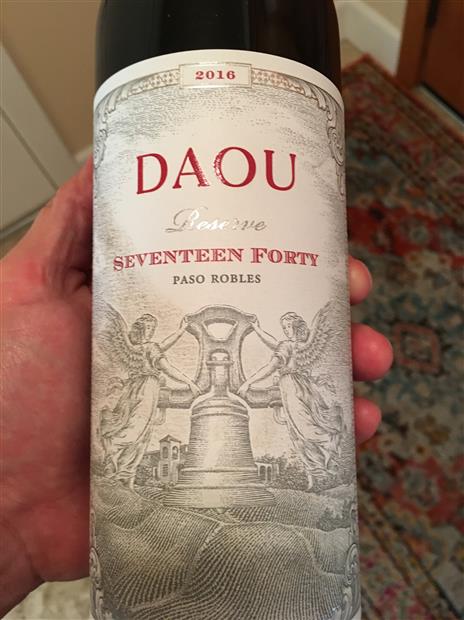 2016
DAOU
Reserve
SEVENTEEN FORTY
PASO ROBLES